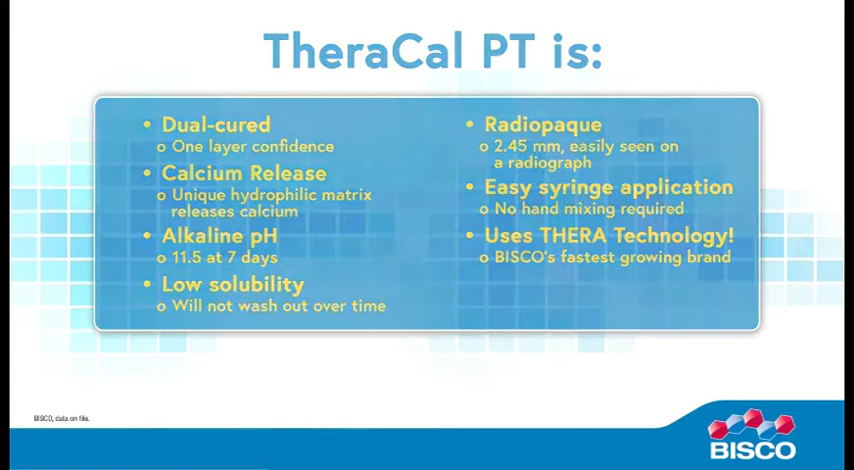 TheraCal PT is:
• Dual-cured
o One layer confidence
• Calcium Release
o Unique hydrophilic matrix
releases calcium
• Alkaline pH
o 11.5 at 7 days
• Low solubility
o Will not wash out over time
• Radiopaque
o 2.45 mm, easily seen on
a radiograph
• Easy syringe application
o No hand mixing required
• Uses THERA Technology!
o BISCO's fastest growing brand
BISCO, data on file.
BISCO